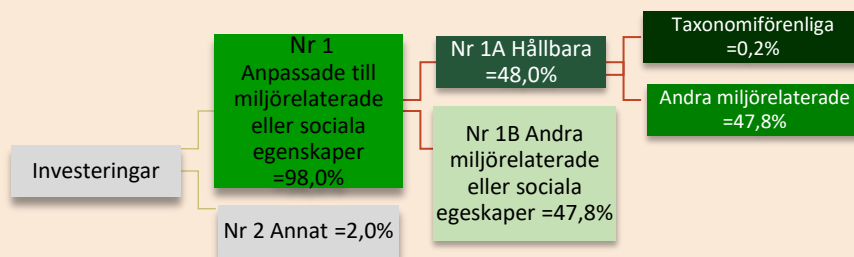 Investeringar
Nr 1
Anpassade till
miljörelaterade
eller sociala
egenskaper
=98,0%
Nr 2 Annat =2,0%
Nr 1A Hållbara
=48,0%
Nr 1B Andra
miljörelaterade
eller sociala
egeskaper =47,8%
Taxonomiförenliga
=0,2%
Andra miljörelaterade
=47,8%